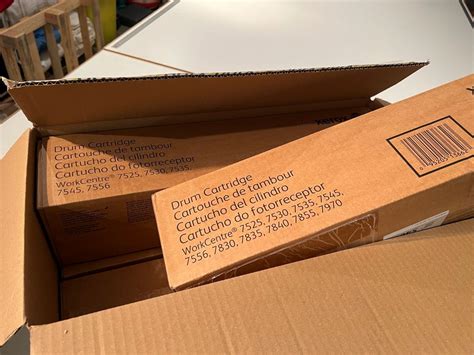 Drum Cartridge
Cartouche de tambour
Cartucho del cilindro
Cartucho do fotorreceptor
WorkCentre® 7525, 7530, 7535,
7545, 7556
xerox
Drum Cartridge
Cartouche de tambour
Cartucho del cilindro
Cartucho do fotorreceptor
WorkCentre® 7525, 7530, 7535, 7545,
7556, 7830, 7835, 7840, 7855, 7970